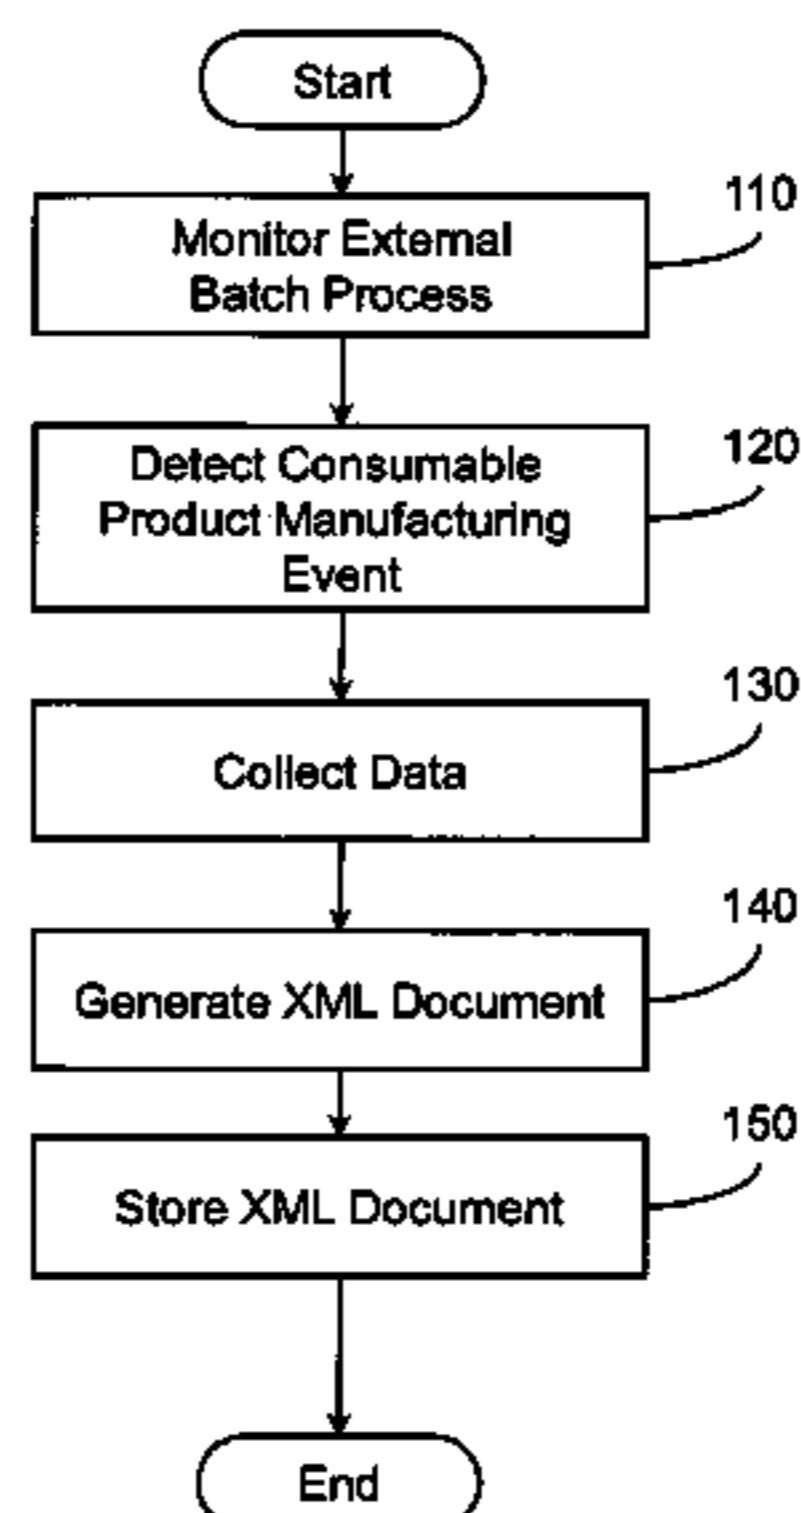 Start
110
Monitor External
Batch Process
120
Detect Consumable
Product Manufacturing
Event
130
Collect Data
140
Generate XML Document
150
Store XML Document
End